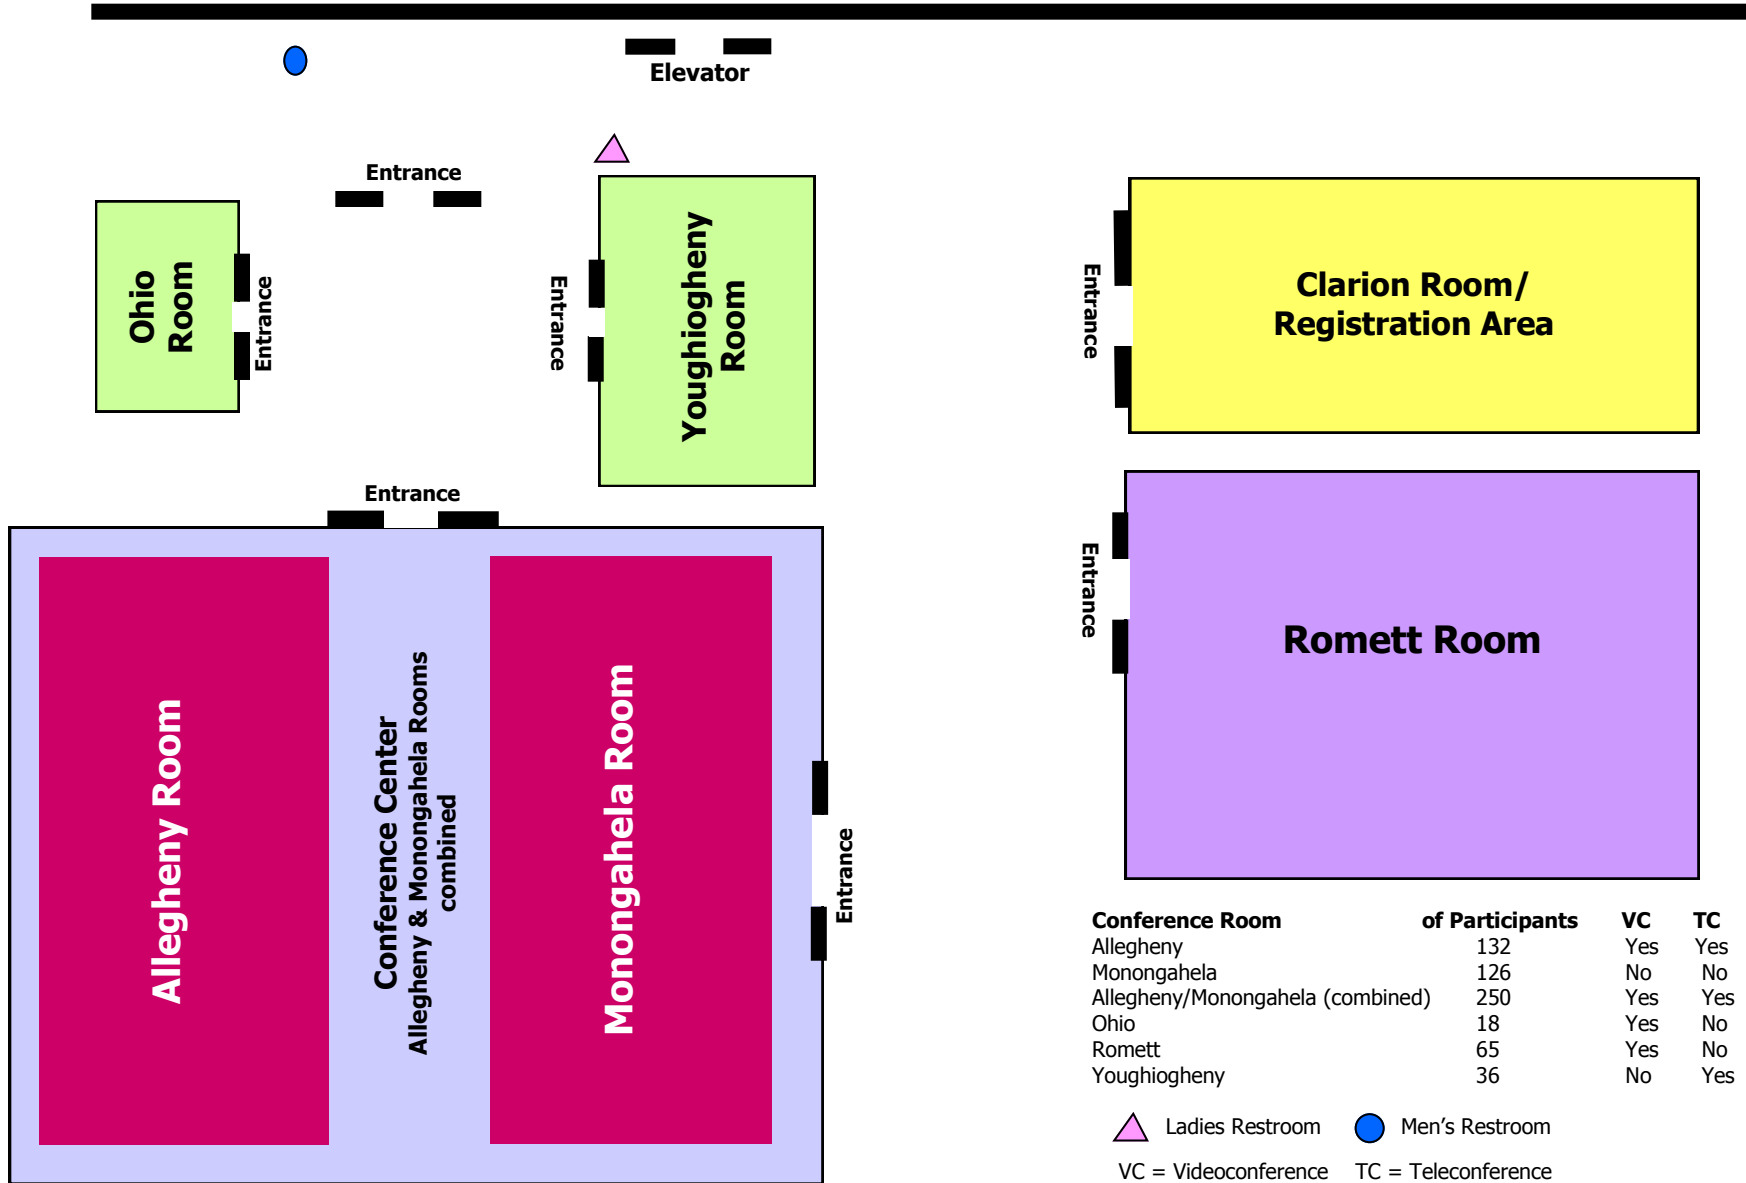 Elevator
Entrance
Ohio
Room
Entrance
Entrance
Youghiogheny
Room
Entrance
Clarion Room/
Registration Area
Entrance
Allegheny Room
Conference Center
Allegheny & Monongahela Rooms
combined
Monongahela Room
Entrance
Entrance
Romett Room
Conference Room of Participants VC TC
Allegheny 132 Yes Yes
Monongahela 126 No No
Allegheny/Monongahela (combined) 250 Yes Yes
Ohio 18 Yes No
Romett 65 Yes No
Youghiogheny 36 No Yes
Ladies Restroom Men’s Restroom
VC = Videoconference TC = Teleconference